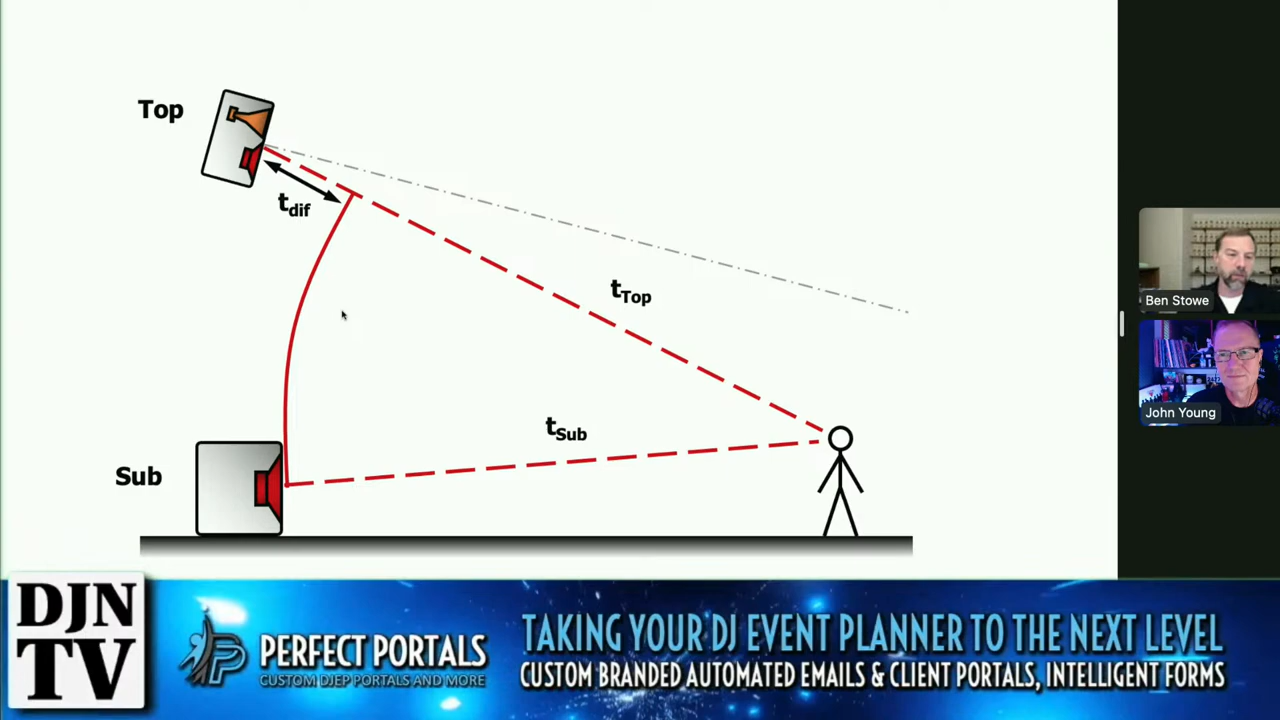 Top
t_dif
t_Top
t_Sub
Sub
Ben Stowe
John Young
DJN
TV
PERFECT PORTALS
CUSTOM DJEP PORTALS AND MORE
TAKING YOUR DJ EVENT PLANNER TO THE NEXT LEVEL
CUSTOM BRANDED AUTOMATED EMAILS & CLIENT PORTALS, INTELLIGENT FORMS